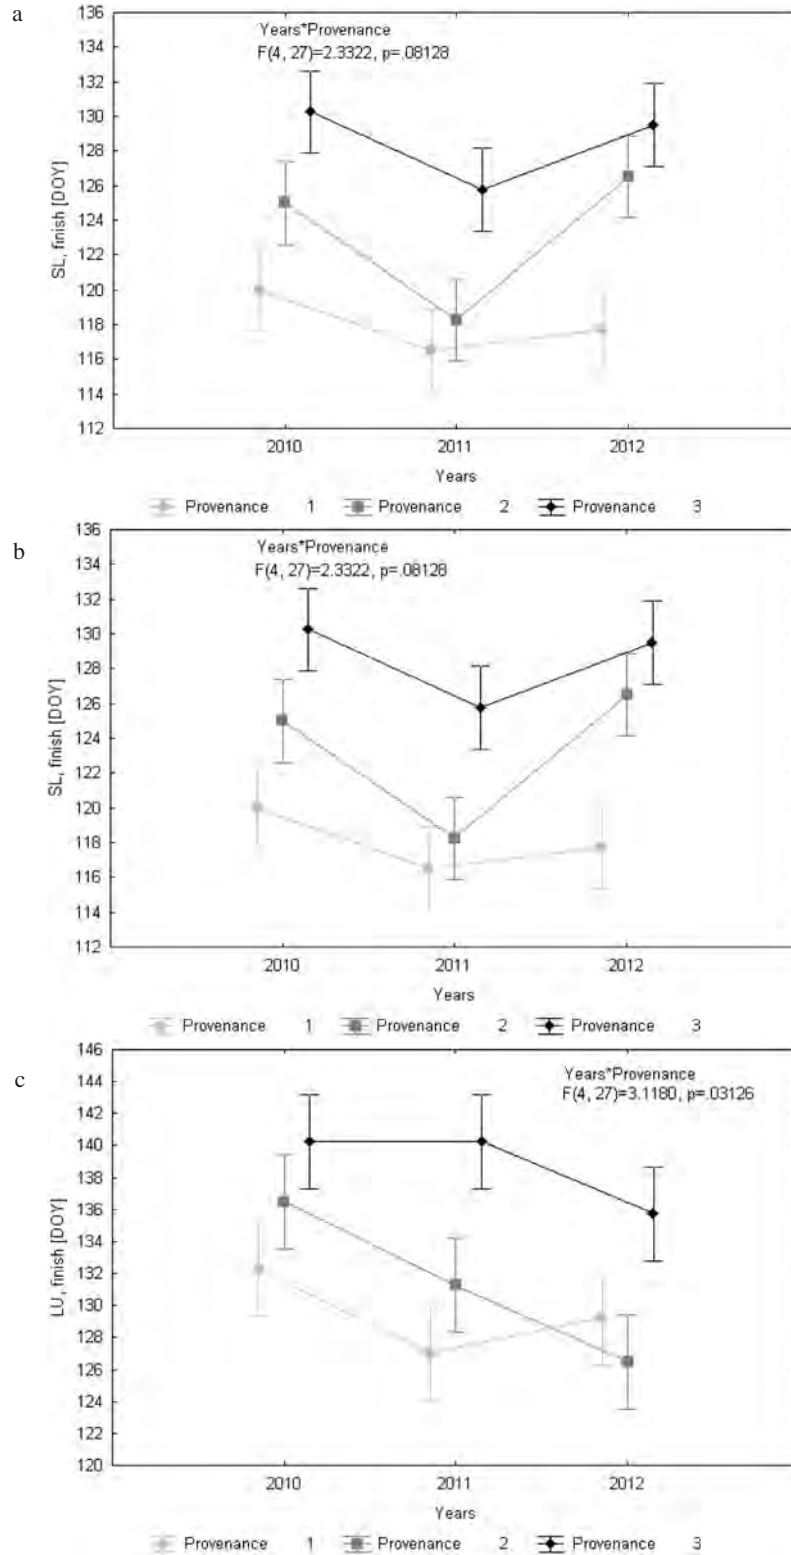 a
136
134
132
130
128
126
124
122
120
118
116
114
112
SL, finish [DOY]
Years*Provenance
F(4, 27)=2.3322, p=.08128
2010 2011 2012
Years
Provenance 1 Provenance 2 Provenance 3
b
136
134
132
130
128
126
124
122
120
118
116
114
112
SL, finish [DOY]
Years*Provenance
F(4, 27)=2.3322, p=.08128
2010 2011 2012
Years
Provenance 1 Provenance 2 Provenance 3
c
146
144
142
140
138
136
134
132
130
128
126
124
122
120
LU, finish [DOY]
Years*Provenance
F(4, 27)=3.1180, p=.03126
2010 2011 2012
Years
Provenance 1 Provenance 2 Provenance 3